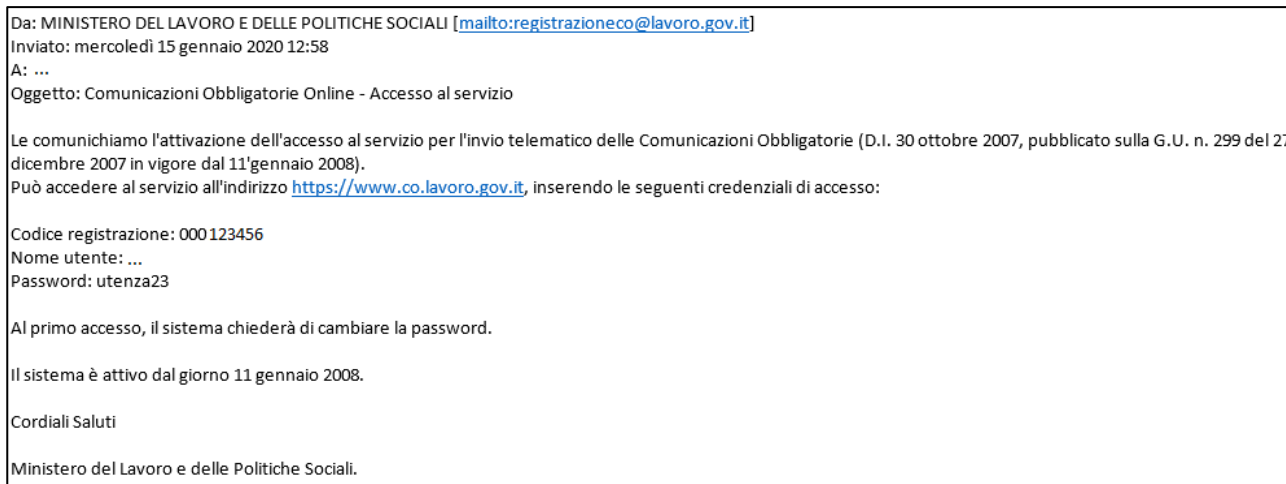 Da: MINISTERO DEL LAVORO E DELLE POLITICHE SOCIALI [mailto:registrazioneco@lavoro.gov.it]
Inviato: mercoledì 15 gennaio 2020 12:58
A: ...
Oggetto: Comunicazioni Obbligatorie Online - Accesso al servizio
Le comunichiamo l'attivazione dell'accesso al servizio per l'invio telematico delle Comunicazioni Obbligatorie (D.I. 30 ottobre 2007, pubblicato sulla G.U. n. 299 del 27
dicembre 2007 in vigore dal 11'gennaio 2008).
Può accedere al servizio all'indirizzo https://www.co.lavoro.gov.it, inserendo le seguenti credenziali di accesso:
Codice registrazione: 000123456
Nome utente: ...
Password: utenza23
Al primo accesso, il sistema chiederà di cambiare la password.
Il sistema è attivo dal giorno 11 gennaio 2008.
Cordiali Saluti
Ministero del Lavoro e delle Politiche Sociali.